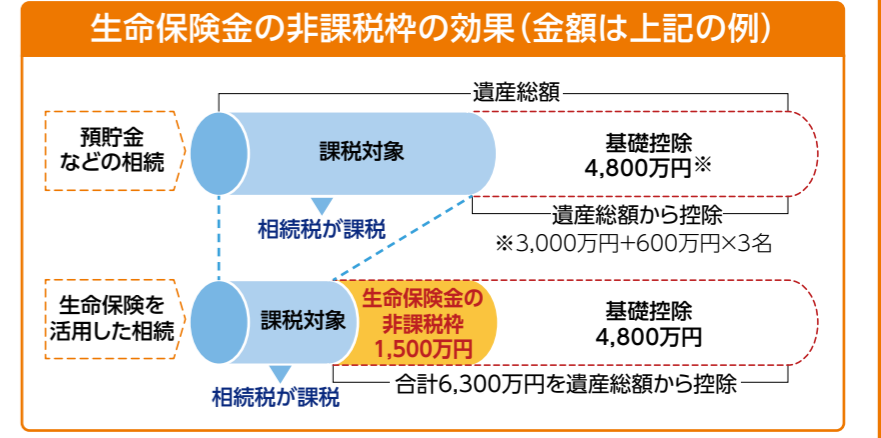 生命保険金の非課税枠の効果(金額は上記の例)
遺産総額
預貯金
などの相続
課税対象
基礎控除
4,800万円※
相続税が課税
遺産総額から控除
※3,000万円+600万円×3名
生命保険を
活用した相続
課税対象
生命保険金の
非課税枠
1,500万円
基礎控除
4,800万円
相続税が課税
合計6,300万円を遺産総額から控除